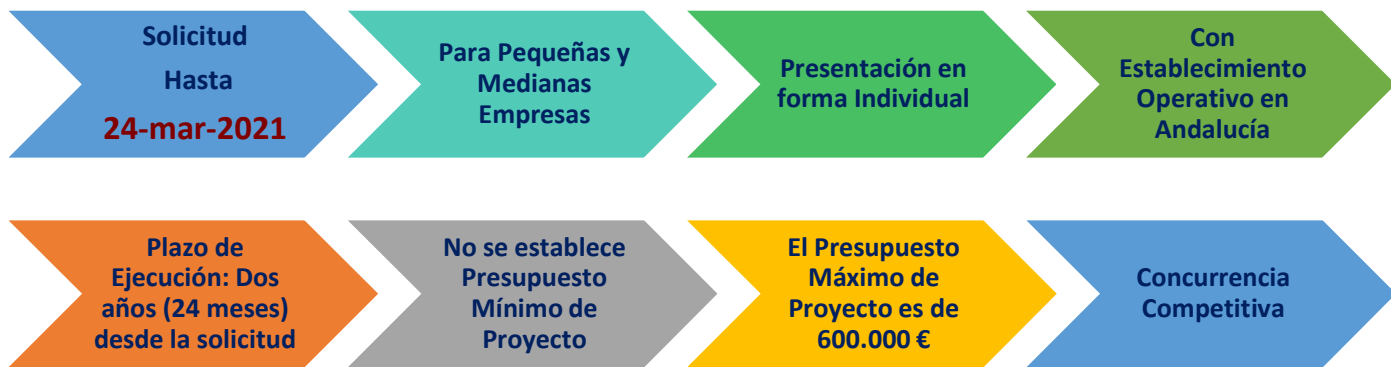 Solicitud
Hasta
24-mar-2021
Para Pequeñas y
Medianas
Empresas
Presentación en
forma Individual
Con
Establecimiento
Operativo en
Andalucía
Plazo de
Ejecución: Dos
años (24 meses)
desde la solicitud
No se establece
Presupuesto
Mínimo de
Proyecto
El Presupuesto
Máximo de
Proyecto es de
600.000 €
Concurrencia
Competitiva